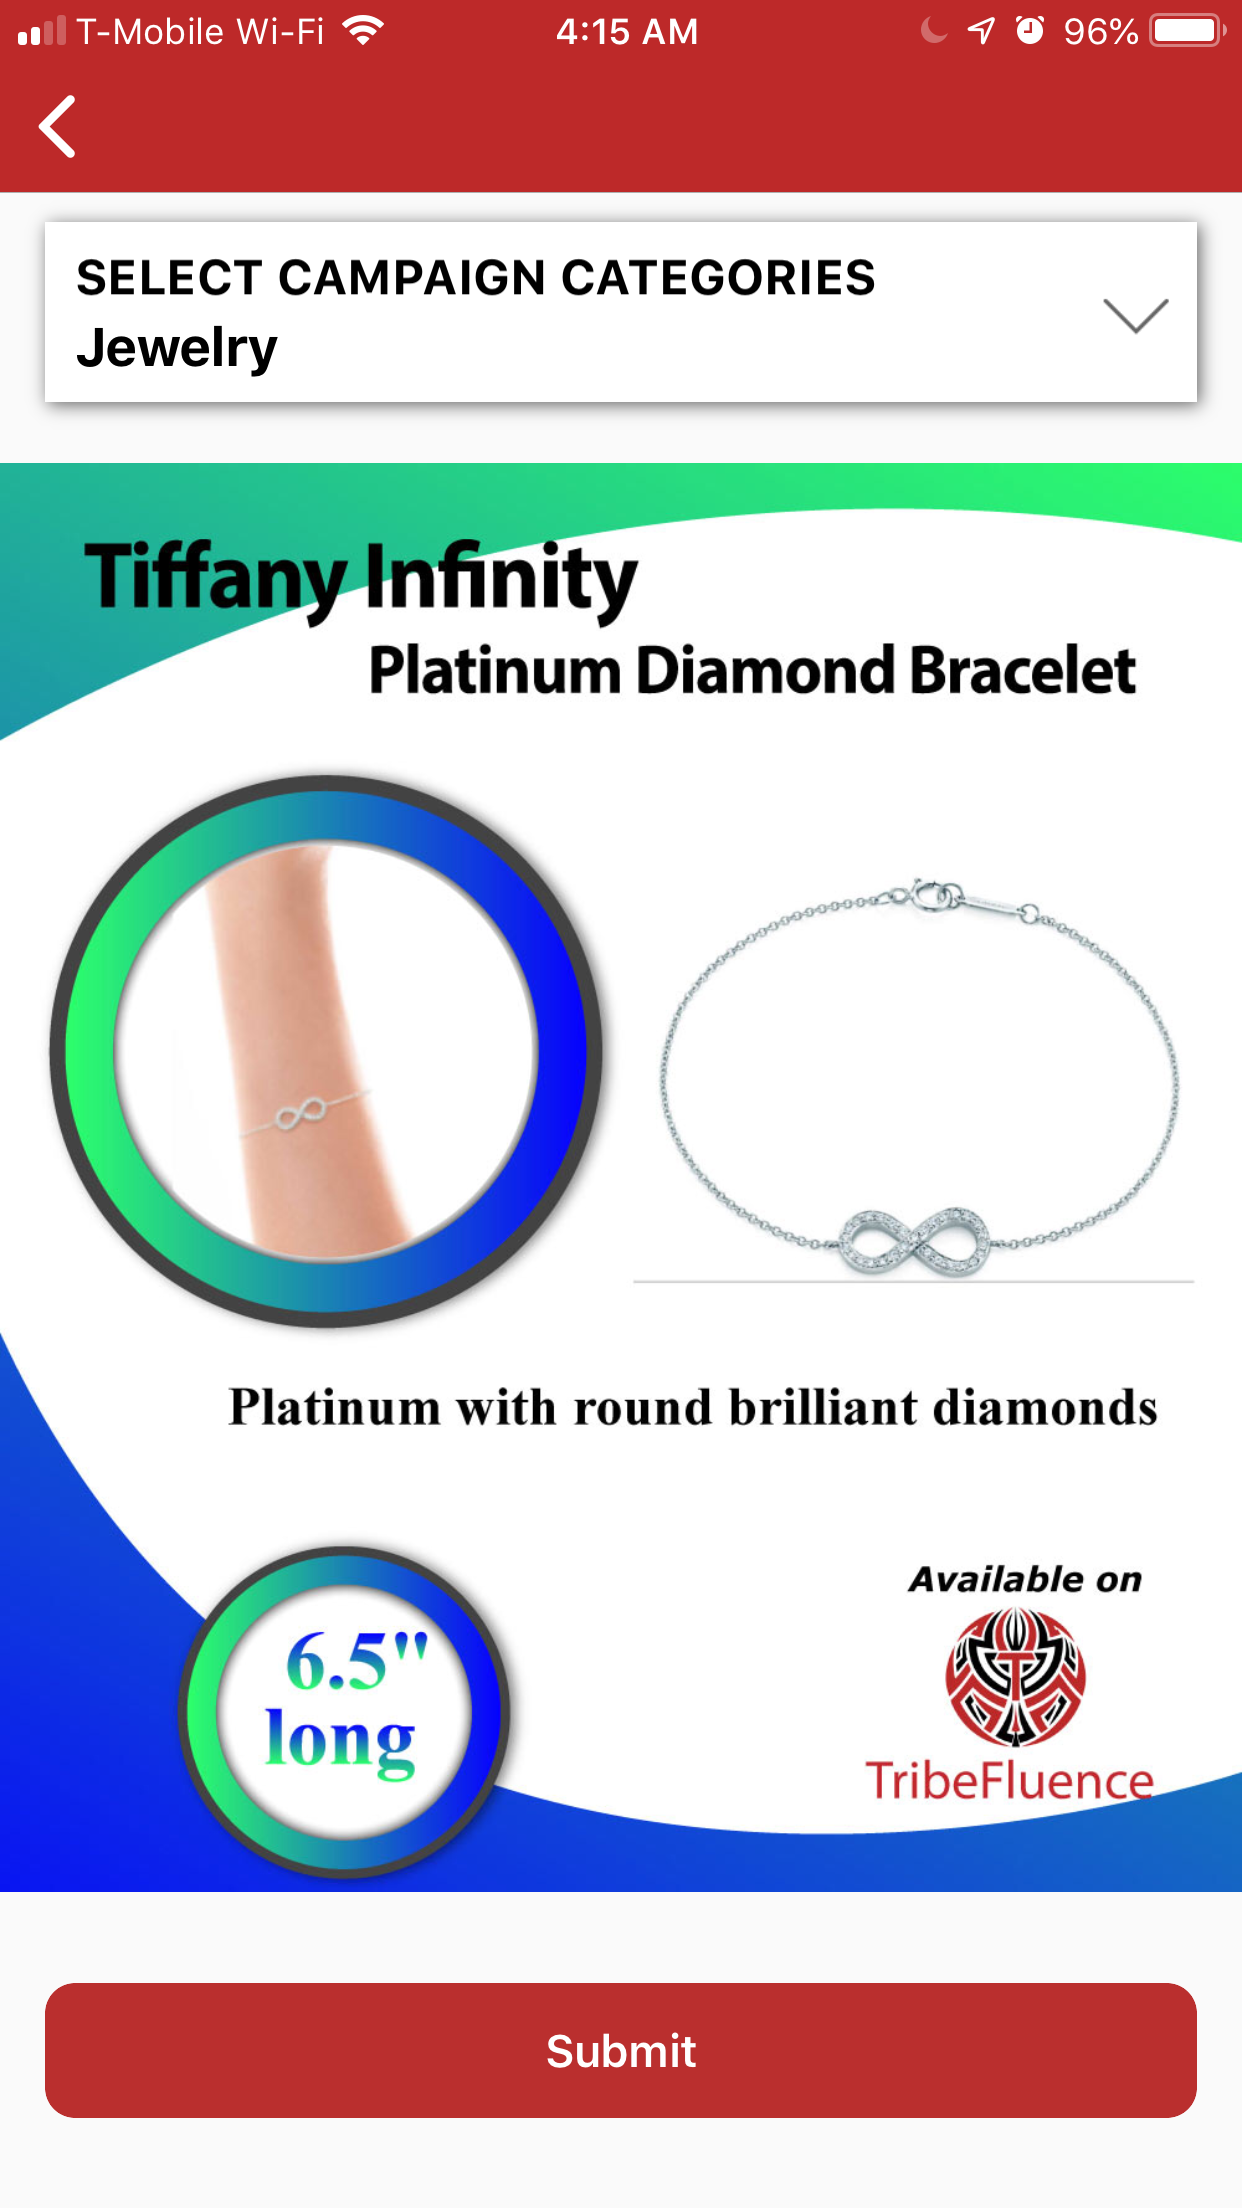 T-Mobile Wi-Fi 4:15 AM 96%
SELECT CAMPAIGN CATEGORIES
Jewelry
Tiffany Infinity
Platinum Diamond Bracelet
Platinum with round brilliant diamonds
6.5"
long
Available on
TribeFluence
Submit